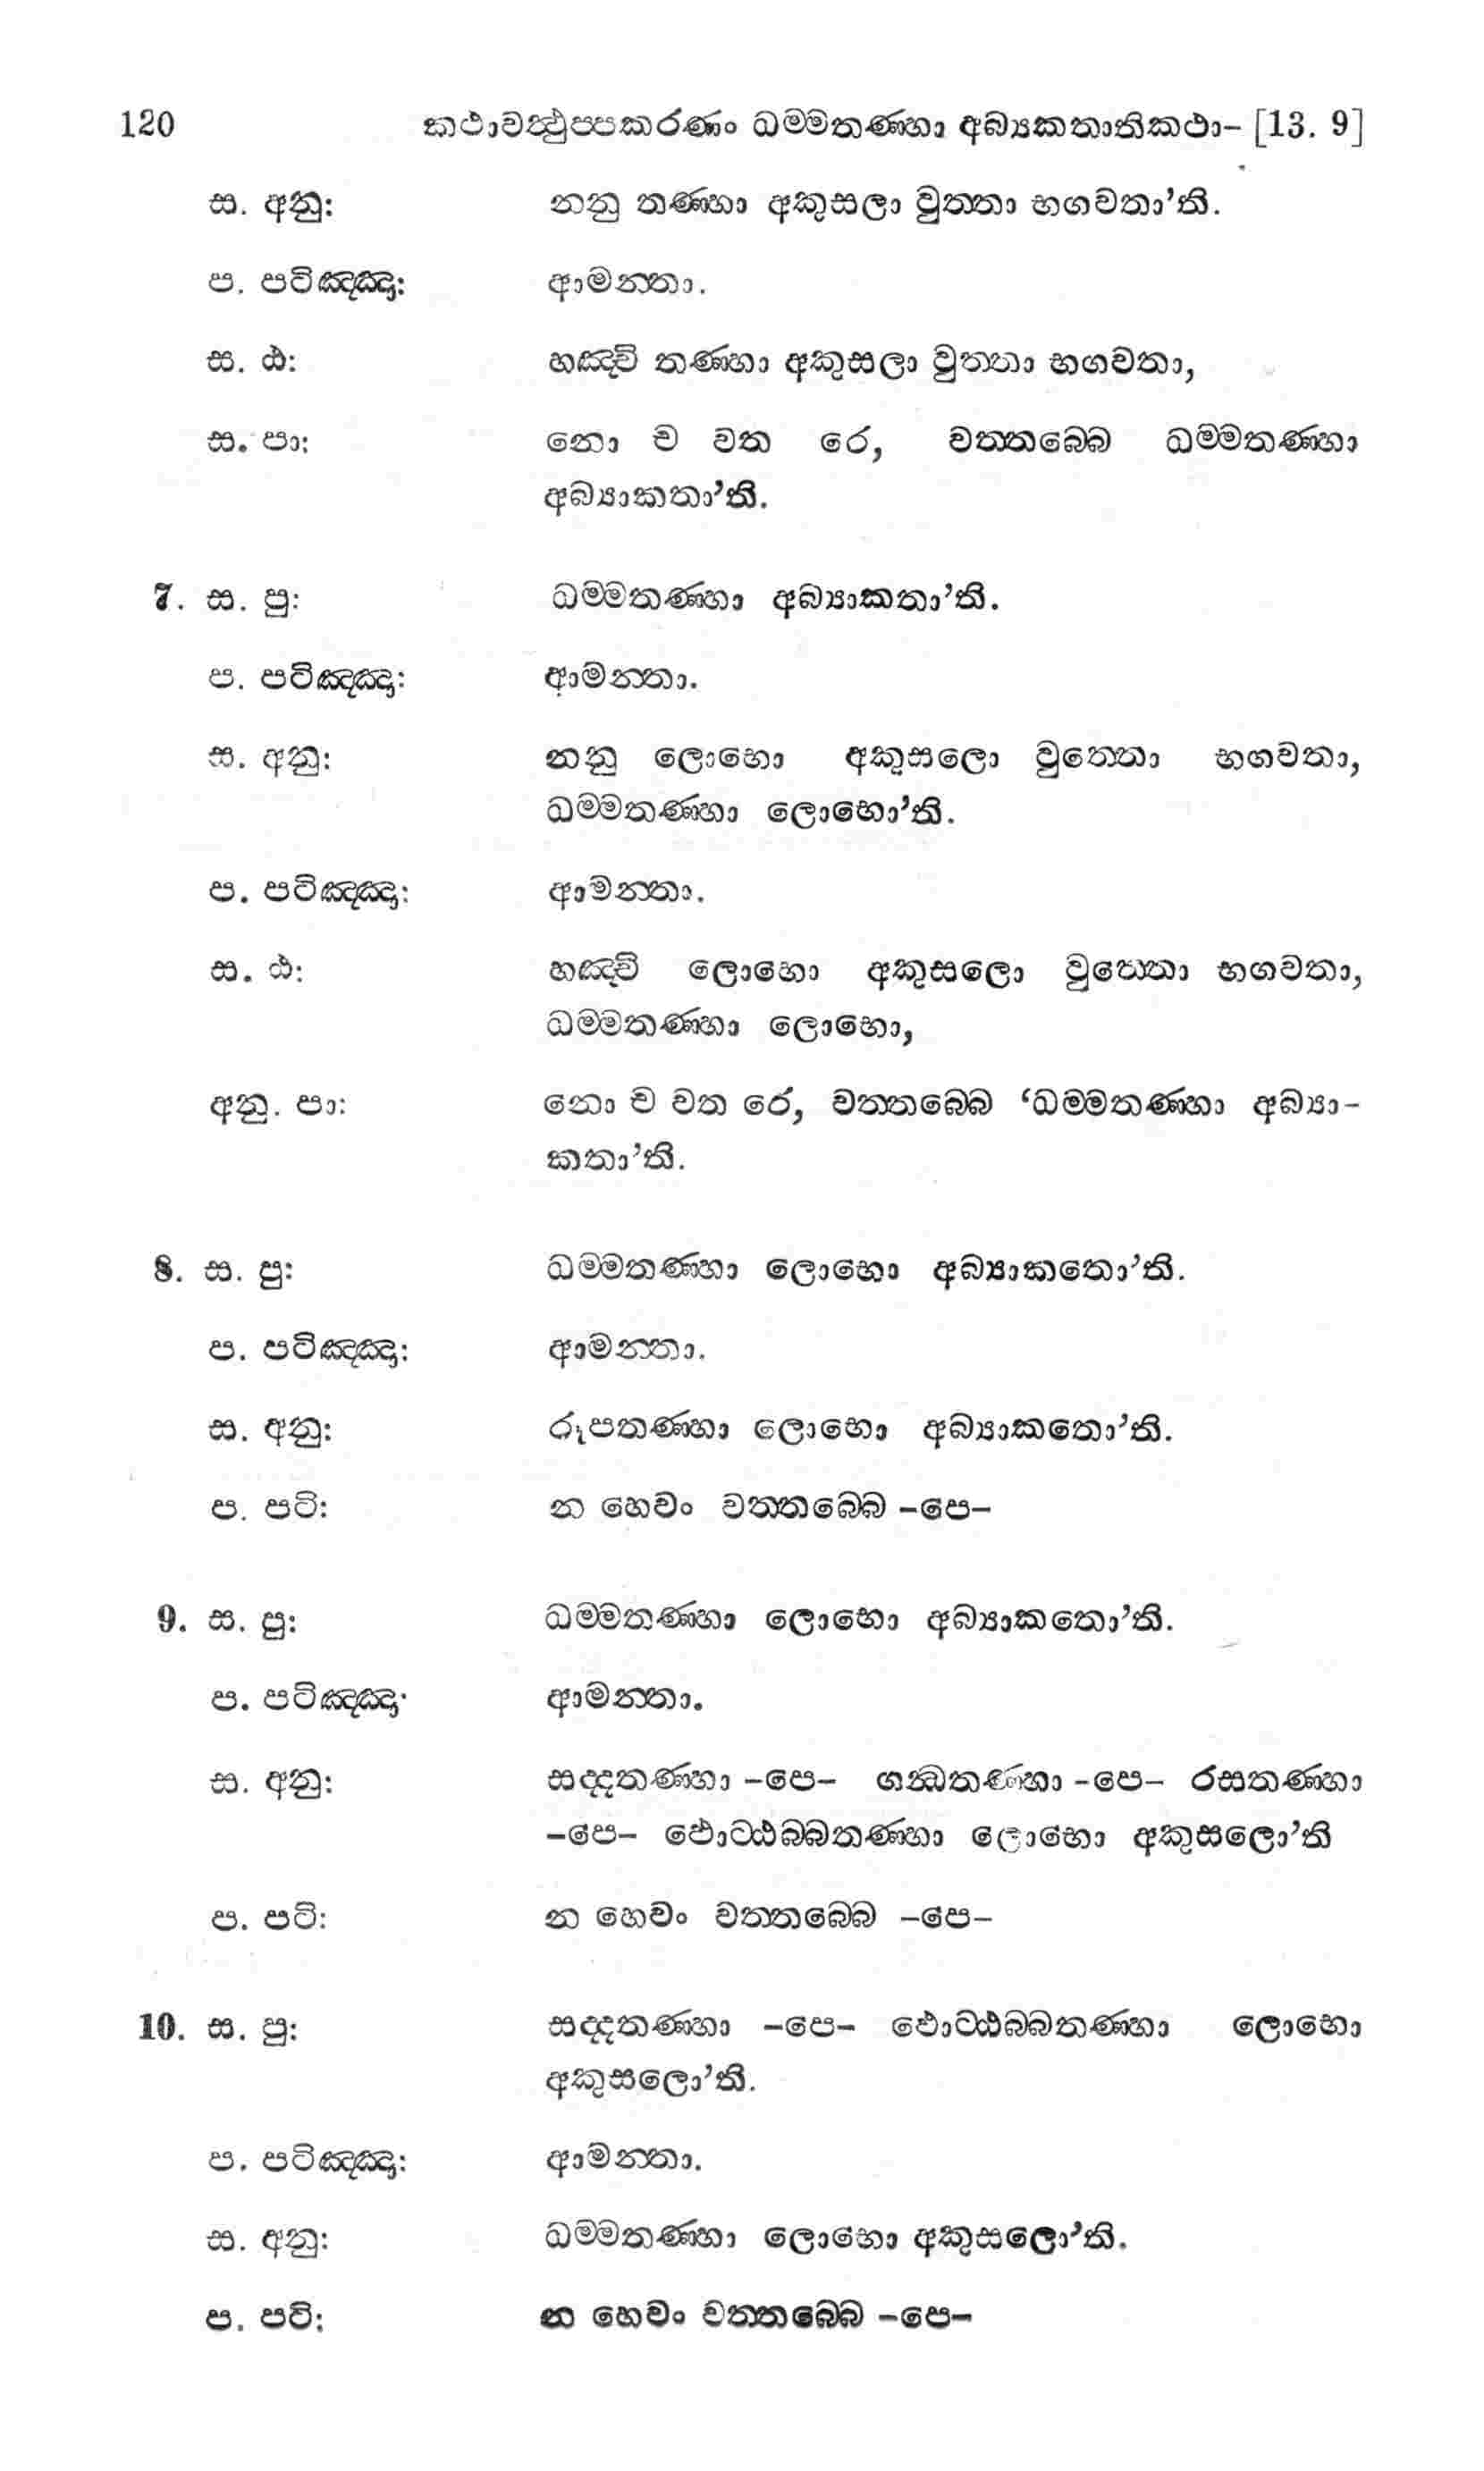 120 කථාවත්‍ථුප්‍පකරණං ධම්මතණ්හා අබ්‍යකතාතිකථා– [13. 9]
ස. අනු: නනු තණ්හා අකුසලා වුත්තා භගවතා’ති.
ප. පටිඤ්ඤා: ආමන්තා.
ස. ඨ: හඤ්චි තණ්හා අකුසලා වුත්තා භගවතා,
ස. පා: නො ච වත රේ, වත්තබ්බෙ ධම්මතණ්හා
අබ්‍යාකතා’ති.
7. ස. පු: ධම්මතණ්හා අබ්‍යාකතා’ති.
ප. පටිඤ්ඤා: ආමන්තා.
ස. අනු: නනු ලොභො අකුසලො වුත්තො භගවතා,
ධම්මතණ්හා ලොභො’ති.
ප. පටිඤ්ඤා: ආමන්තා.
ස. ඨ: හඤ්චි ලොභො අකුසලො වුත්තො භගවතා,
ධම්මතණ්හා ලොභො,
අනු. පා: නො ච වත රේ, වත්තබ්බෙ ‘ධම්මතණ්හා අබ්‍යා-
කතා’ති.
8. ස. පු: ධම්මතණ්හා ලොභො අබ්‍යාකතො’ති.
ප. පටිඤ්ඤා: ආමන්තා.
ස. අනු: රූපතණ්හා ලොභො අබ්‍යාකතො’ති.
ප. පටි: න හෙවං වත්තබ්බෙ –පෙ–
9. ස. පු: ධම්මතණ්හා ලොභො අබ්‍යාකතො’ති.
ප. පටිඤ්ඤා: ආමන්තා.
ස. අනු: සද්දතණ්හා –පෙ– ගන්ධතණ්හා –පෙ– රසතණ්හා
–පෙ– ඵොට්ඨබ්බතණ්හා ලොභො අකුසලො’ති
ප. පටි: න හෙවං වත්තබ්බෙ –පෙ–
10. ස. පු: සද්දතණ්හා –පෙ– ඵොට්ඨබ්බතණ්හා ලොභො
අකුසලො’ති.
ප. පටිඤ්ඤා: ආමන්තා.
ස. අනු: ධම්මතණ්හා ලොභො අකුසලො’ති.
ප. පටි: න හෙවං වත්තබ්බෙ –පෙ–